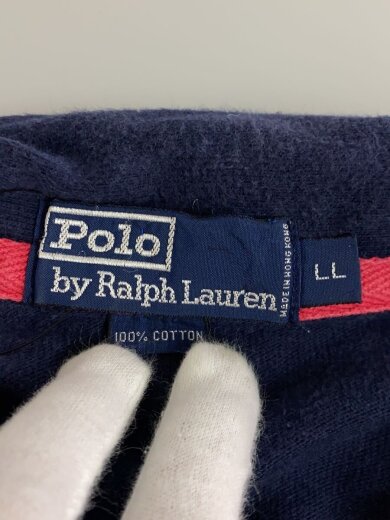 Polo
by Ralph Lauren
MADE IN HONG KONG
LL
100% COTTON